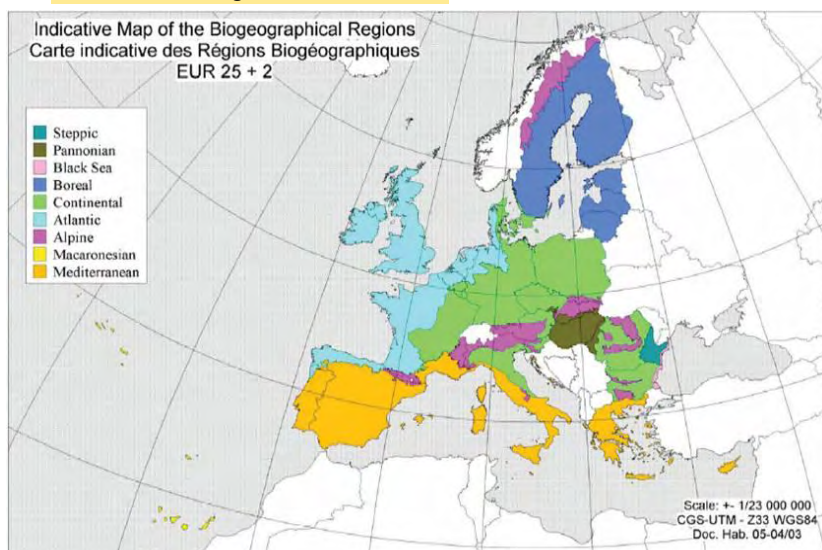 Indicative Map of the Biogeographical Regions
Carte indicative des Régions Biogéographiques
EUR 25 + 2
Steppic
Pannonian
Black Sea
Boreal
Continental
Atlantic
Alpine
Macaronesian
Mediterranean
Scale: +- 1/23 000 000
CGS-UTM - Z33 WGS84
Doc. Hab. 05-04/03